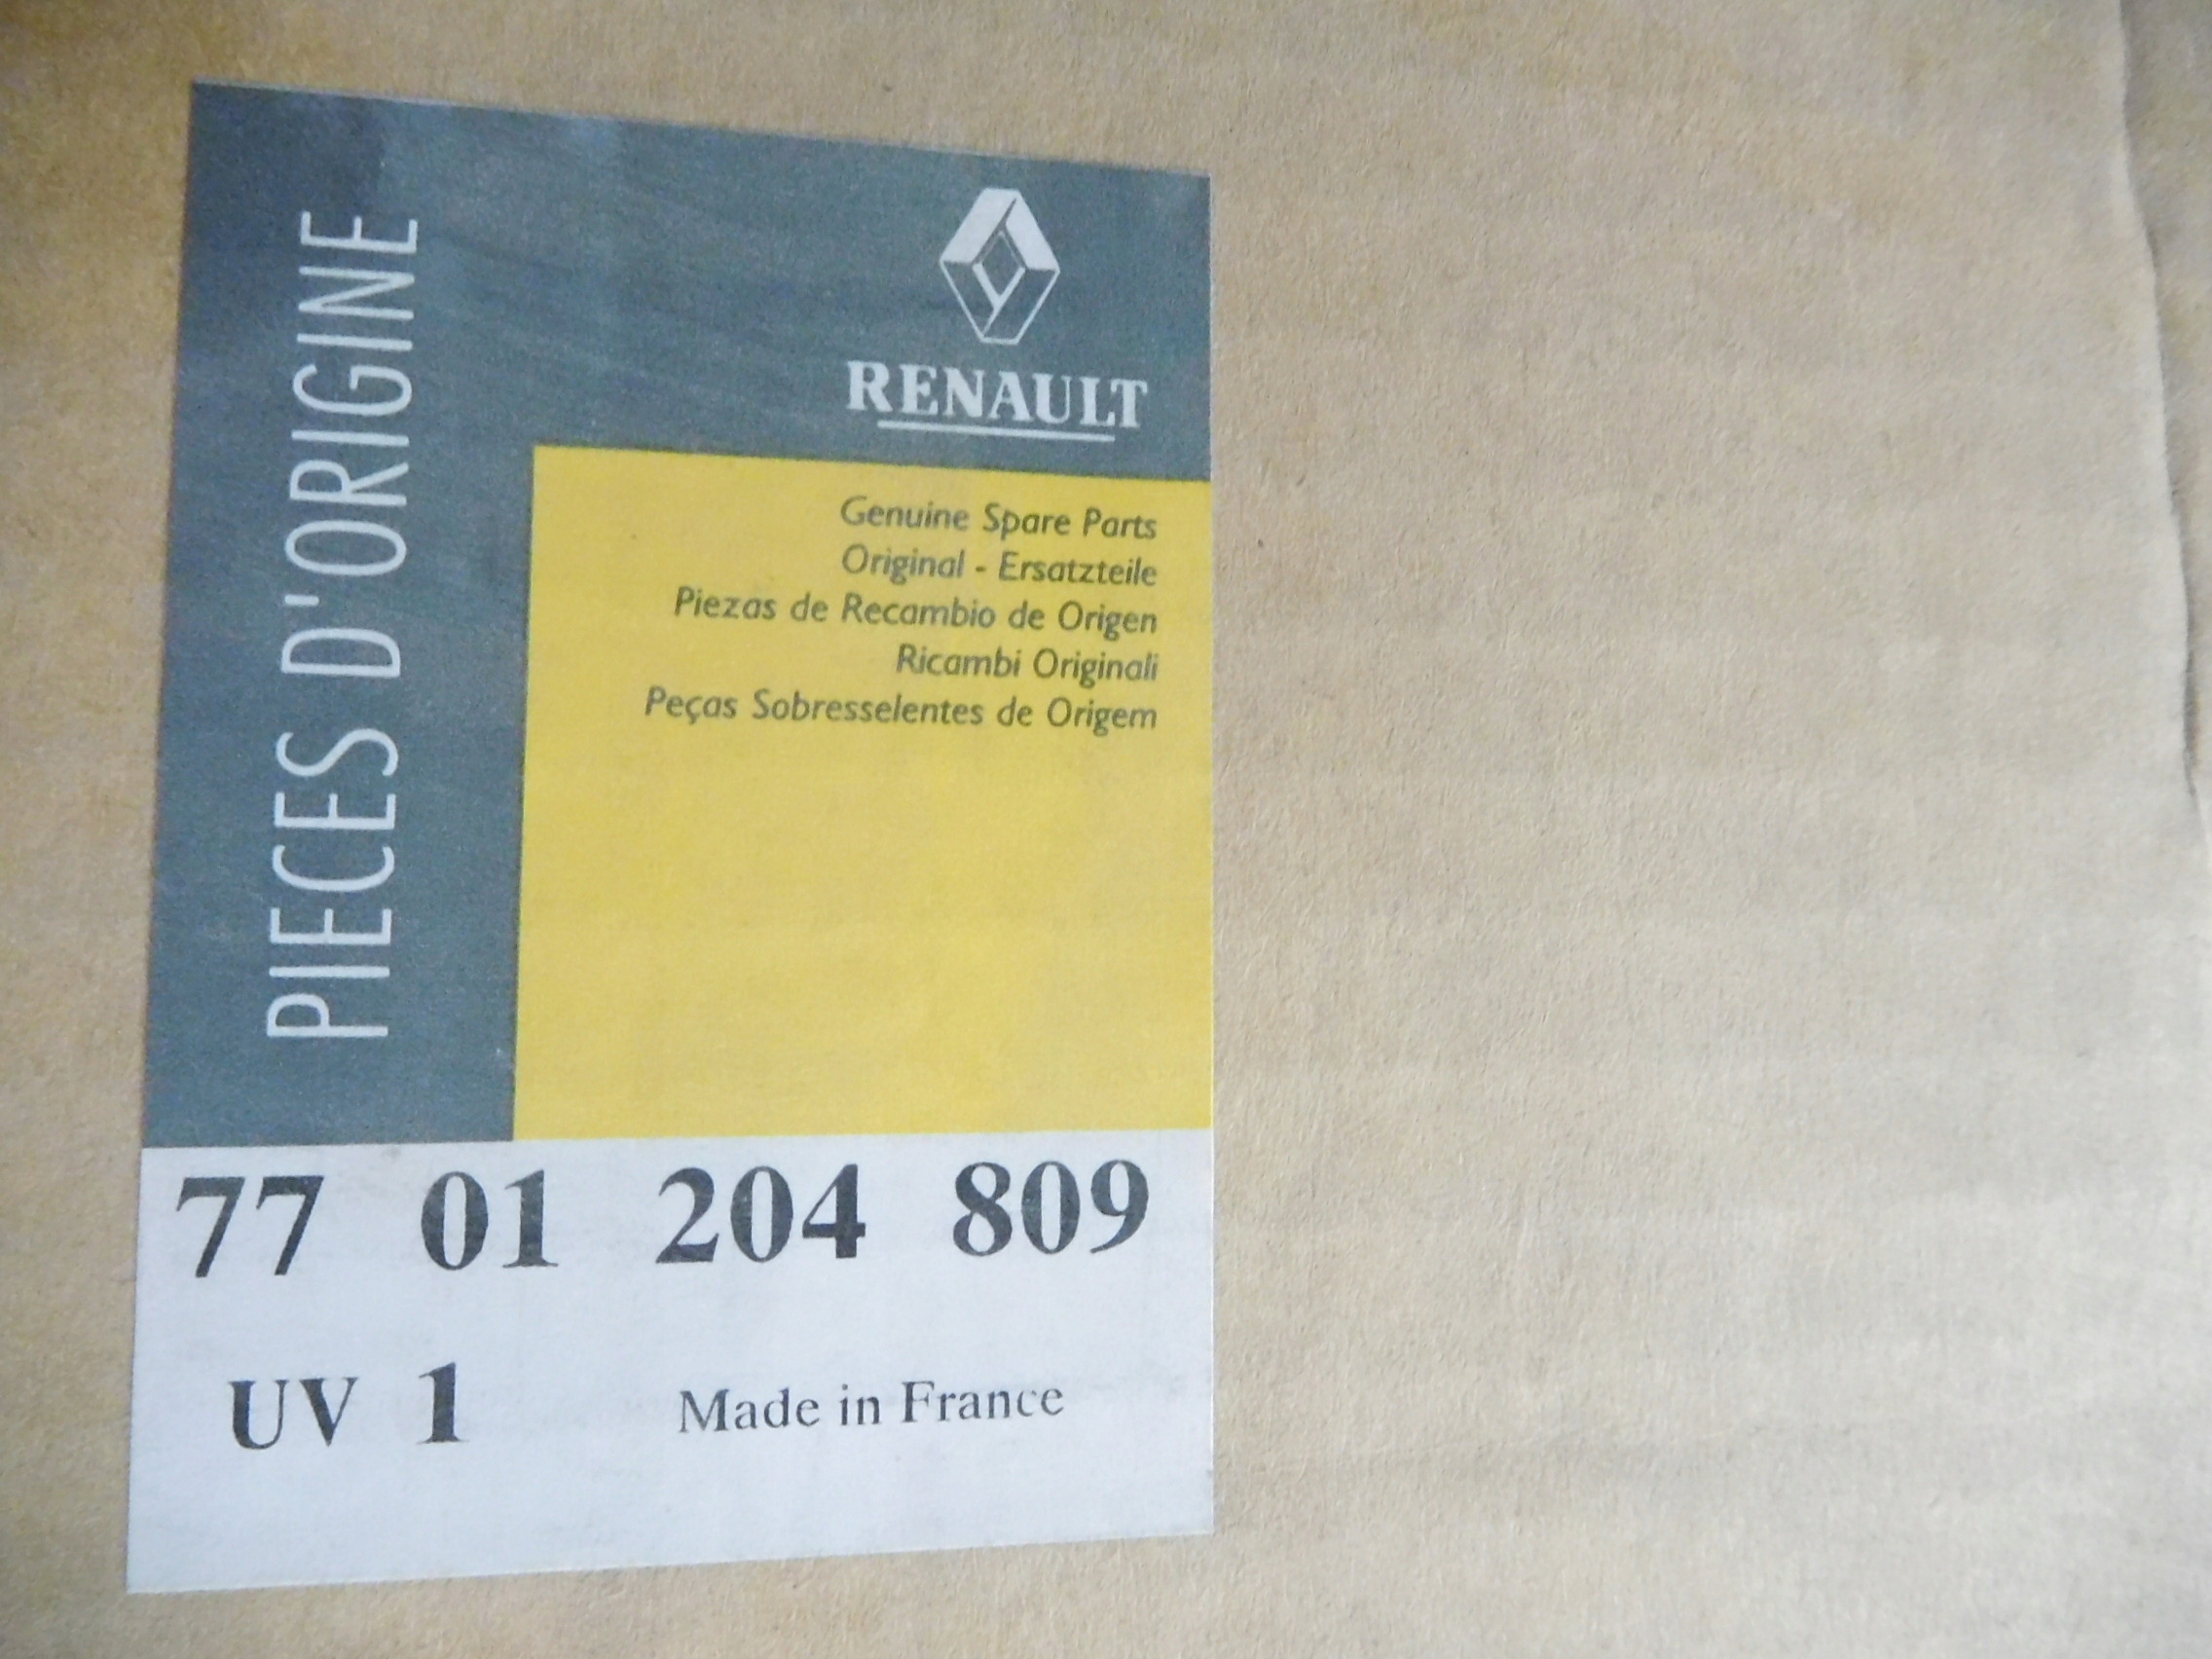 PIECES D'ORIGINE
RENAULT
Genuine Spare Parts
Original - Ersatzteile
Piezas de Recambio de Origen
Ricambi Originali
Peças Sobresselentes de Origem
77 01 204 809
UV 1 Made in France